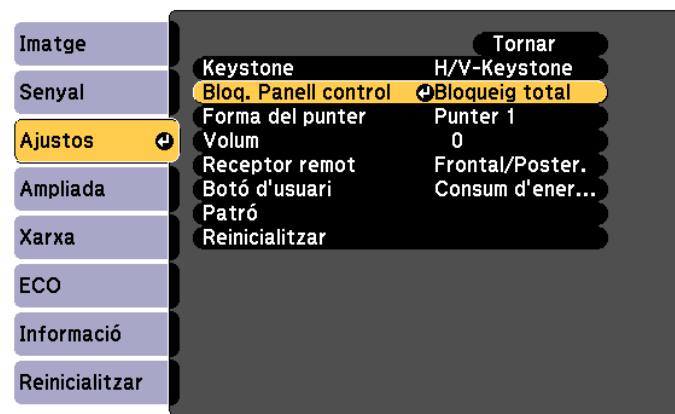 Imatge
Senyal
Ajustos
Ampliada
Xarxa
ECO
Informació
Reinicialitzar
Tornar
Keystone H/V-Keystone
Bloq. Panell control Bloqueig total
Forma del punter Punter 1
Volum 0
Receptor remot Frontal/Poster.
Botó d'usuari Consum d'ener...
Patró
Reinicialitzar